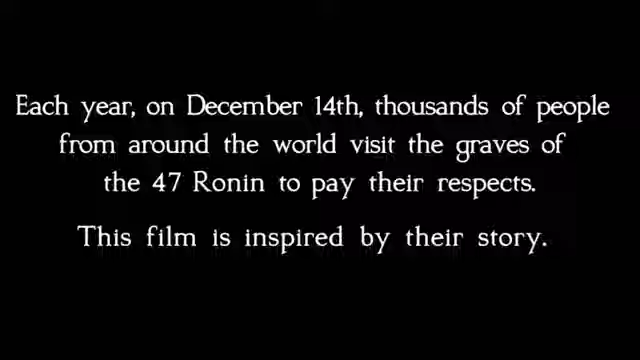 Each year, on December 14th, thousands of people
from around the world visit the graves of
the 47 Ronin to pay their respects.
This film is inspired by their story.